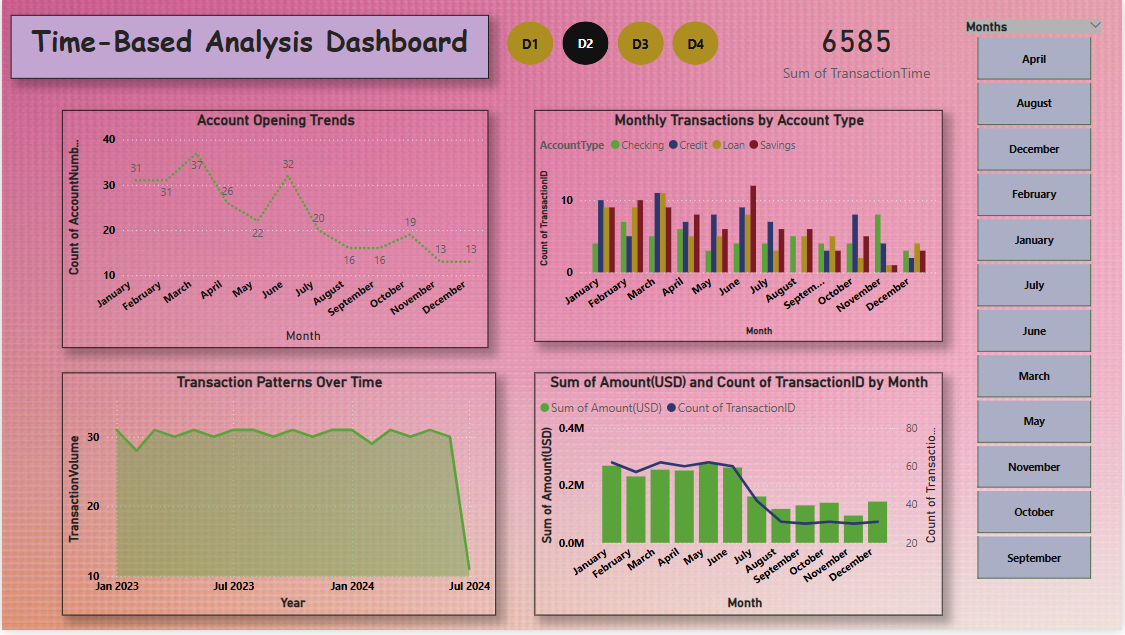 Time-Based Analysis Dashboard
D1 D2 D3 D4
6585
Sum of TransactionTime
Months
April
August
December
February
January
July
June
March
May
November
October
September
Account Opening Trends
Count of AccountNumb...
40
30
20
10
31
31
37
26
22
32
20
16
16
19
13
13
January
February
March
April
May
June
July
August
September
October
November
December
Month
Monthly Transactions by Account Type
AccountType Checking Credit Loan Savings
Count of TransactionID
10
0
January
February
March
April
May
June
July
August
Septem...
October
November
December
Month
Transaction Patterns Over Time
TransactionVolume
30
20
10
Jan 2023 Jul 2023 Jan 2024 Jul 2024
Year
Sum of Amount(USD) and Count of TransactionID by Month
Sum of Amount(USD) Count of TransactionID
Sum of Amount(USD)
0.4M
0.2M
0.0M
80
60
40
20
Count of Transactio...
January
February
March
April
May
June
July
August
September
October
November
December
Month